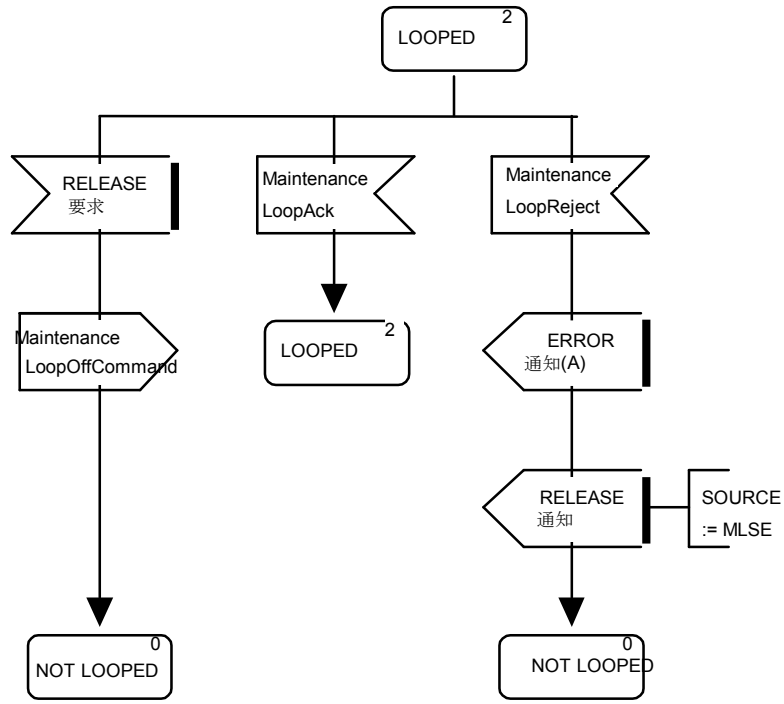 2
LOOPED
RELEASE
要求
Maintenance
LoopAck
Maintenance
LoopReject
Maintenance
LoopOffCommand
2
LOOPED
ERROR
通知(A)
RELEASE
通知
SOURCE
:= MLSE
0
NOT LOOPED
0
NOT LOOPED